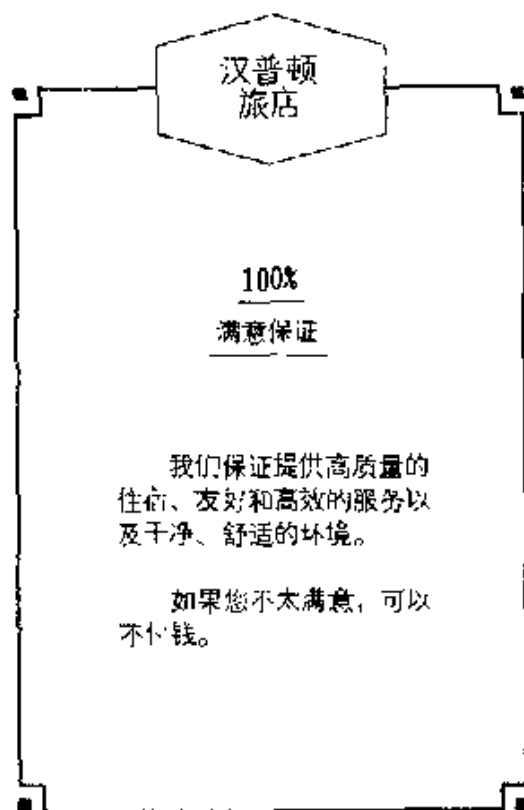 汉普顿
旅店
100%
满意保证
我们保证提供高质量的
住宿、友好和高效的服务以
及干净、舒适的环境。
如果您不太满意，可以
不付钱。